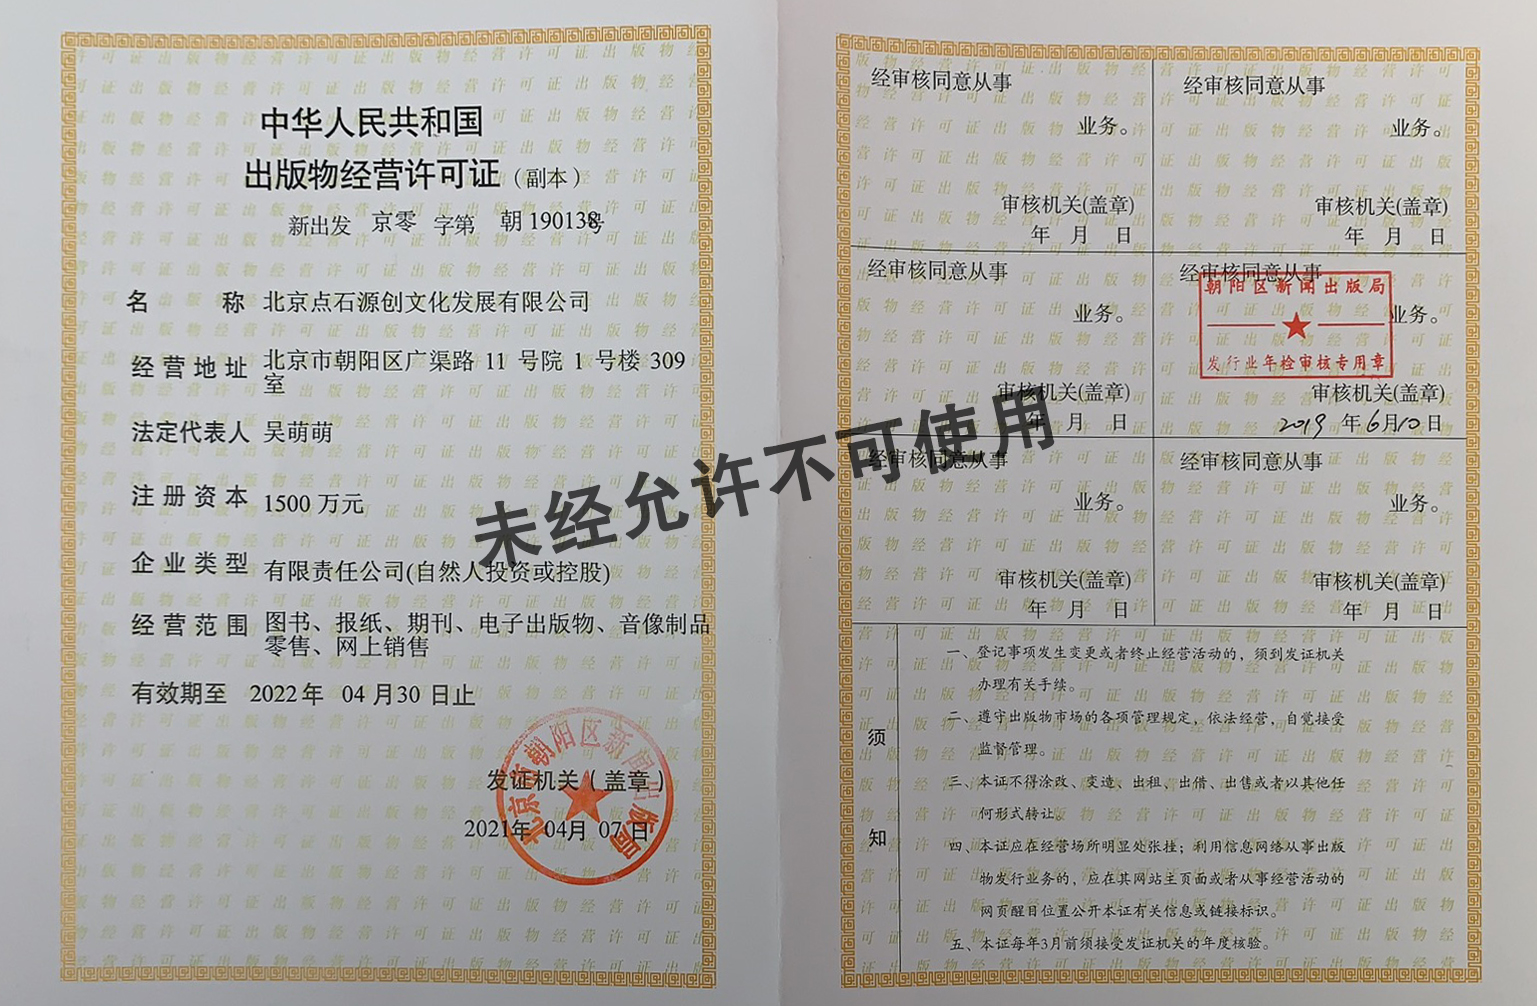 中华人民共和国
出版物经营许可证（副本）
新出发 京零 字第 朝190138号
名 称 北京点石源创文化发展有限公司
经营地址 北京市朝阳区广渠路 11 号院 1 号楼 309
室
法定代表人 吴萌萌
注册资本 1500 万元
企业类型 有限责任公司(自然人投资或控股)
经营范围 图书、报纸、期刊、电子出版物、音像制品
零售、网上销售
有效期至 2022年 04月30日止
发证机关（盖章）
2021年 04月 07日
北京市朝阳区新闻出版局
未经允许不可使用
经审核同意从事
业务。
审核机关(盖章)
年 月 日
经审核同意从事
业务。
审核机关(盖章)
年 月 日
经审核同意从事
业务。
审核机关(盖章)
年 月 日
经审核同意从事
朝阳区新闻出版局
业务。
发行业年检审核专用章
审核机关(盖章)
2019年6月10日
经审核同意从事
业务。
审核机关(盖章)
年 月 日
经审核同意从事
业务。
审核机关(盖章)
年 月 日
须知
一、登记事项发生变更或者终止经营活动的，须到发证机关
办理有关手续。
二、遵守出版物市场的各项管理规定，依法经营，自觉接受
监督管理。
三、本证不得涂改、变造、出租、出借、出售或者以其他任
何形式转让。
四、本证应在经营场所明显处张挂；利用信息网络从事出版
物发行业务的，应在其网站主页面或者从事经营活动的
网页醒目位置公开本证有关信息或链接标识。
五、本证每年3月前须接受发证机关的年度核验。